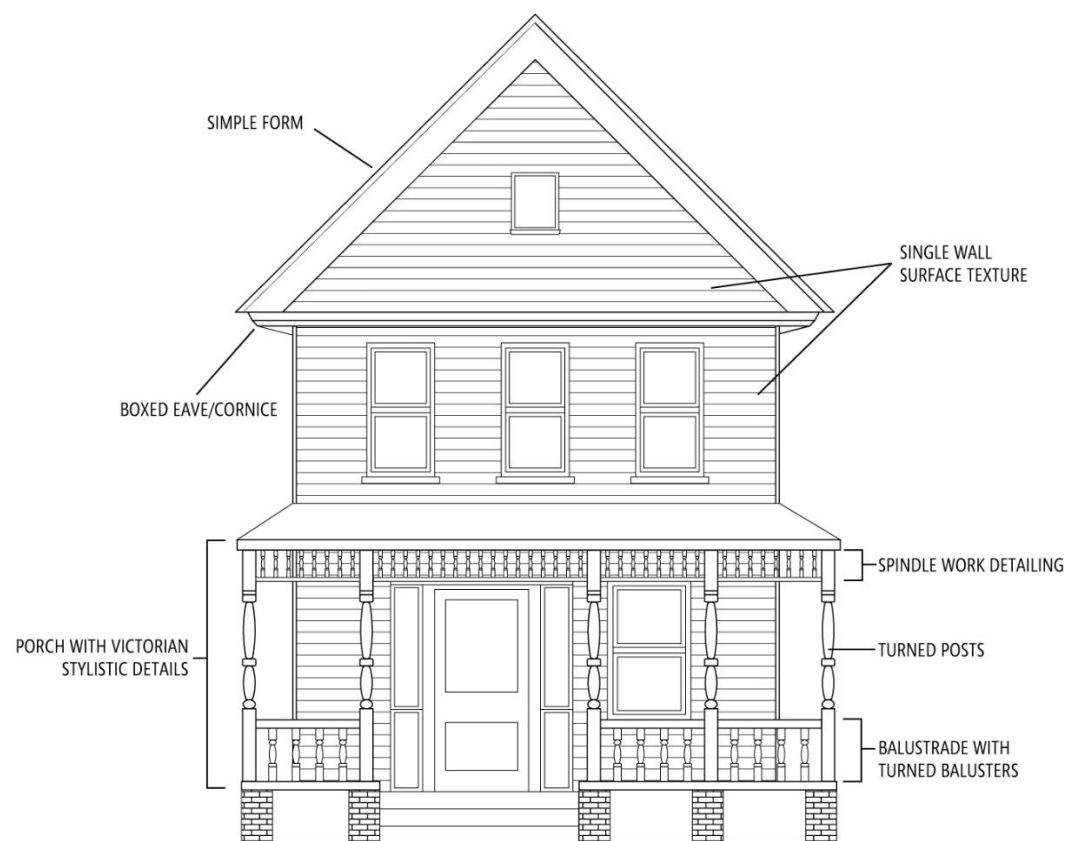 SIMPLE FORM
SINGLE WALL
SURFACE TEXTURE
BOXED EAVE/CORNICE
SPINDLE WORK DETAILING
PORCH WITH VICTORIAN
STYLISTIC DETAILS
TURNED POSTS
BALUSTRADE WITH
TURNED BALUSTERS